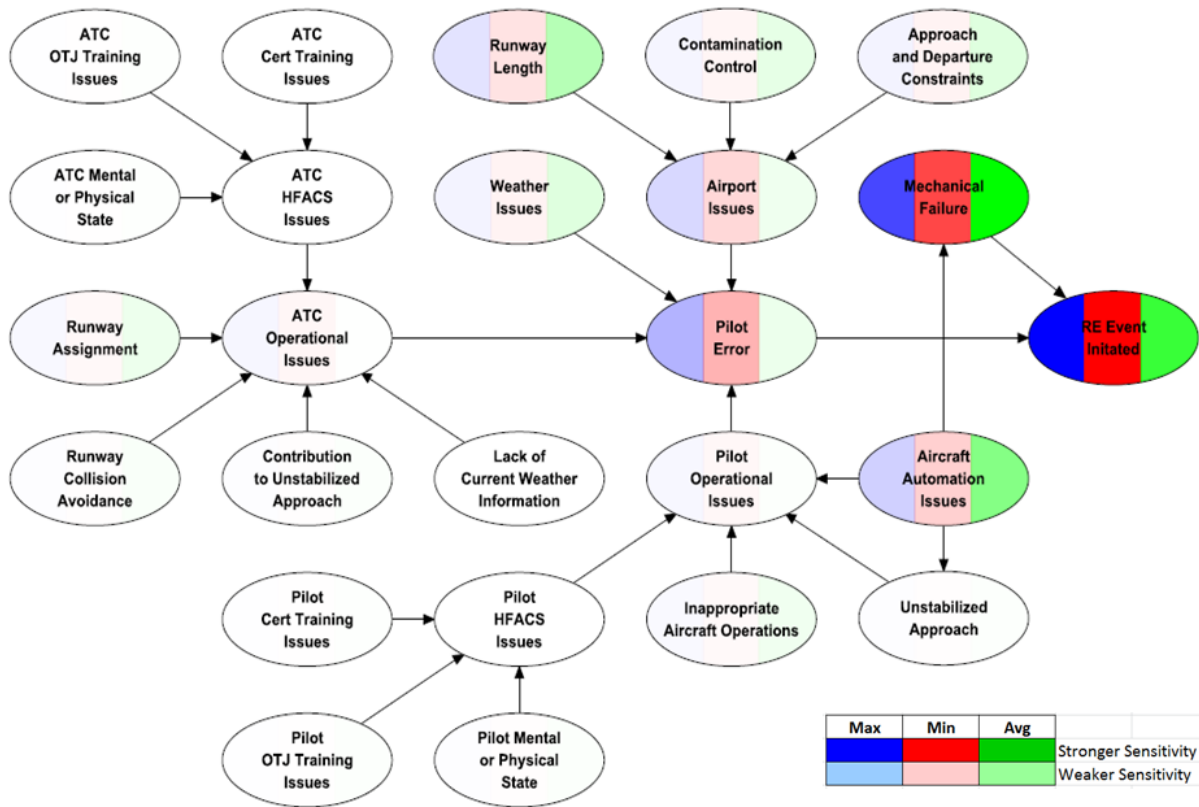 ATC
OTJ Training
Issues
ATC
Cert Training
Issues
Runway
Length
Contamination
Control
Approach
and Departure
Constraints
ATC Mental
or Physical
State
ATC
HFACS
Issues
Weather
Issues
Airport
Issues
Mechanical
Failure
Runway
Assignment
ATC
Operational
Issues
Pilot
Error
RE Event
Initated
Runway
Collision
Avoidance
Contribution
to Unstabilized
Approach
Lack of
Current Weather
Information
Pilot
Operational
Issues
Aircraft
Automation
Issues
Pilot
Cert Training
Issues
Pilot
HFACS
Issues
Inappropriate
Aircraft Operations
Unstabilized
Approach
Pilot
OTJ Training
Issues
Pilot Mental
or Physical
State
Max Min Avg
Stronger Sensitivity
Weaker Sensitivity